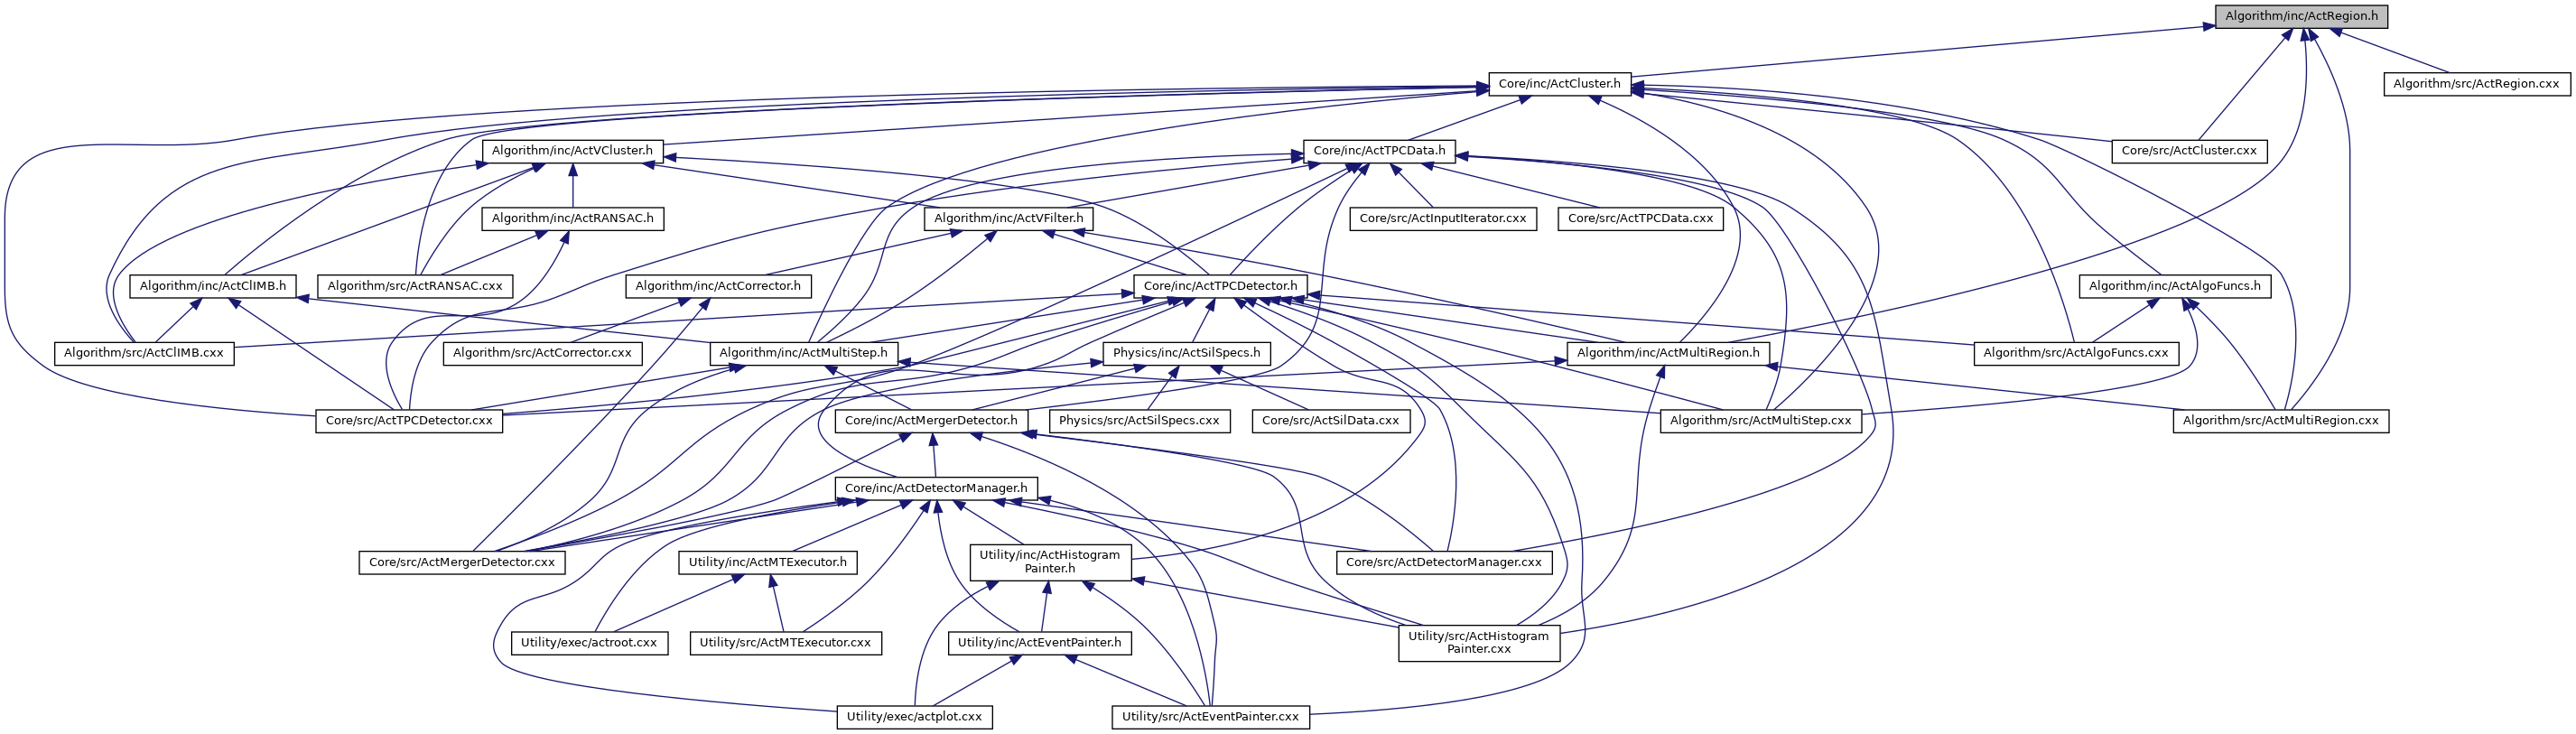 Algorithm/inc/ActRegion.h
Core/inc/ActCluster.h
Algorithm/src/ActRegion.cxx
Algorithm/inc/ActVCluster.h
Core/inc/ActTPCData.h
Core/src/ActCluster.cxx
Algorithm/inc/ActRANSAC.h
Algorithm/inc/ActVFilter.h
Core/src/ActInputIterator.cxx
Core/src/ActTPCData.cxx
Algorithm/inc/ActClIMB.h
Algorithm/src/ActRANSAC.cxx
Algorithm/inc/ActCorrector.h
Core/inc/ActTPCDetector.h
Algorithm/inc/ActAlgoFuncs.h
Algorithm/src/ActClIMB.cxx
Algorithm/src/ActCorrector.cxx
Algorithm/inc/ActMultiStep.h
Physics/inc/ActSilSpecs.h
Algorithm/inc/ActMultiRegion.h
Algorithm/src/ActAlgoFuncs.cxx
Core/src/ActTPCDetector.cxx
Core/inc/ActMergerDetector.h
Physics/src/ActSilSpecs.cxx
Core/src/ActSilData.cxx
Algorithm/src/ActMultiStep.cxx
Algorithm/src/ActMultiRegion.cxx
Core/inc/ActDetectorManager.h
Core/src/ActMergerDetector.cxx
Utility/inc/ActMTExecutor.h
Utility/inc/ActHistogram
Painter.h
Core/src/ActDetectorManager.cxx
Utility/exec/actroot.cxx
Utility/src/ActMTExecutor.cxx
Utility/inc/ActEventPainter.h
Utility/src/ActHistogram
Painter.cxx
Utility/exec/actplot.cxx
Utility/src/ActEventPainter.cxx